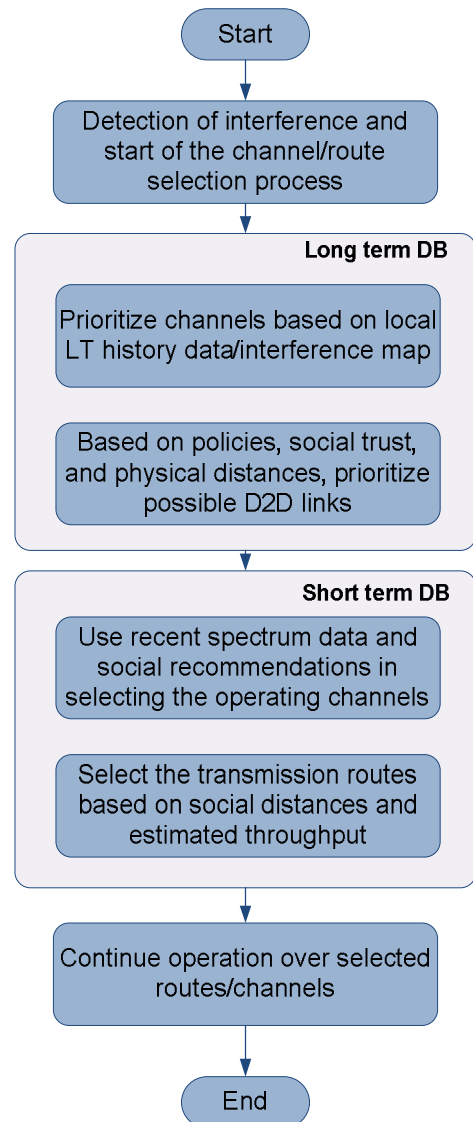 Start
Detection of interference and
start of the channel/route
selection process
Long term DB
Prioritize channels based on local
LT history data/interference map
Based on policies, social trust,
and physical distances, prioritize
possible D2D links
Short term DB
Use recent spectrum data and
social recommendations in
selecting the operating channels
Select the transmission routes
based on social distances and
estimated throughput
Continue operation over selected
routes/channels
End